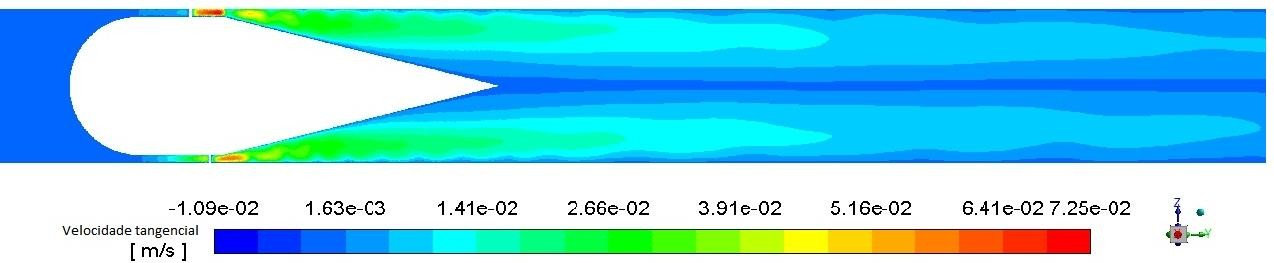 -1.09e-02 1.63e-03 1.41e-02 2.66e-02 3.91e-02 5.16e-02 6.41e-02 7.25e-02
Velocidade tangencial
[ m/s ]
Z
Y